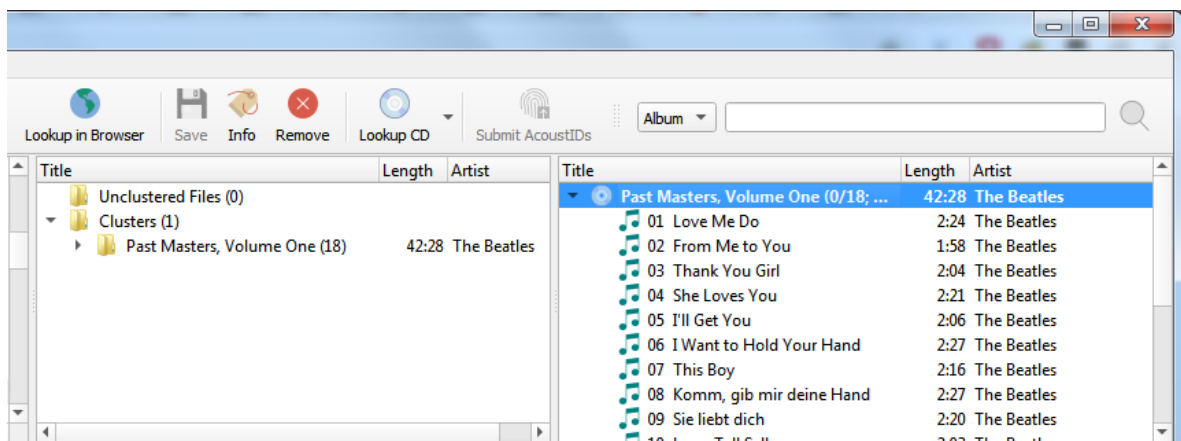 Lookup in Browser Save Info Remove Lookup CD Submit AcoustIDs Album
Title Length Artist
Unclustered Files (0)
Clusters (1)
Past Masters, Volume One (18) 42:28 The Beatles
Title Length Artist
Past Masters, Volume One (0/18; ... 42:28 The Beatles
01 Love Me Do 2:24 The Beatles
02 From Me to You 1:58 The Beatles
03 Thank You Girl 2:04 The Beatles
04 She Loves You 2:21 The Beatles
05 I'll Get You 2:06 The Beatles
06 I Want to Hold Your Hand 2:27 The Beatles
07 This Boy 2:16 The Beatles
08 Komm, gib mir deine Hand 2:27 The Beatles
09 Sie liebt dich 2:20 The Beatles